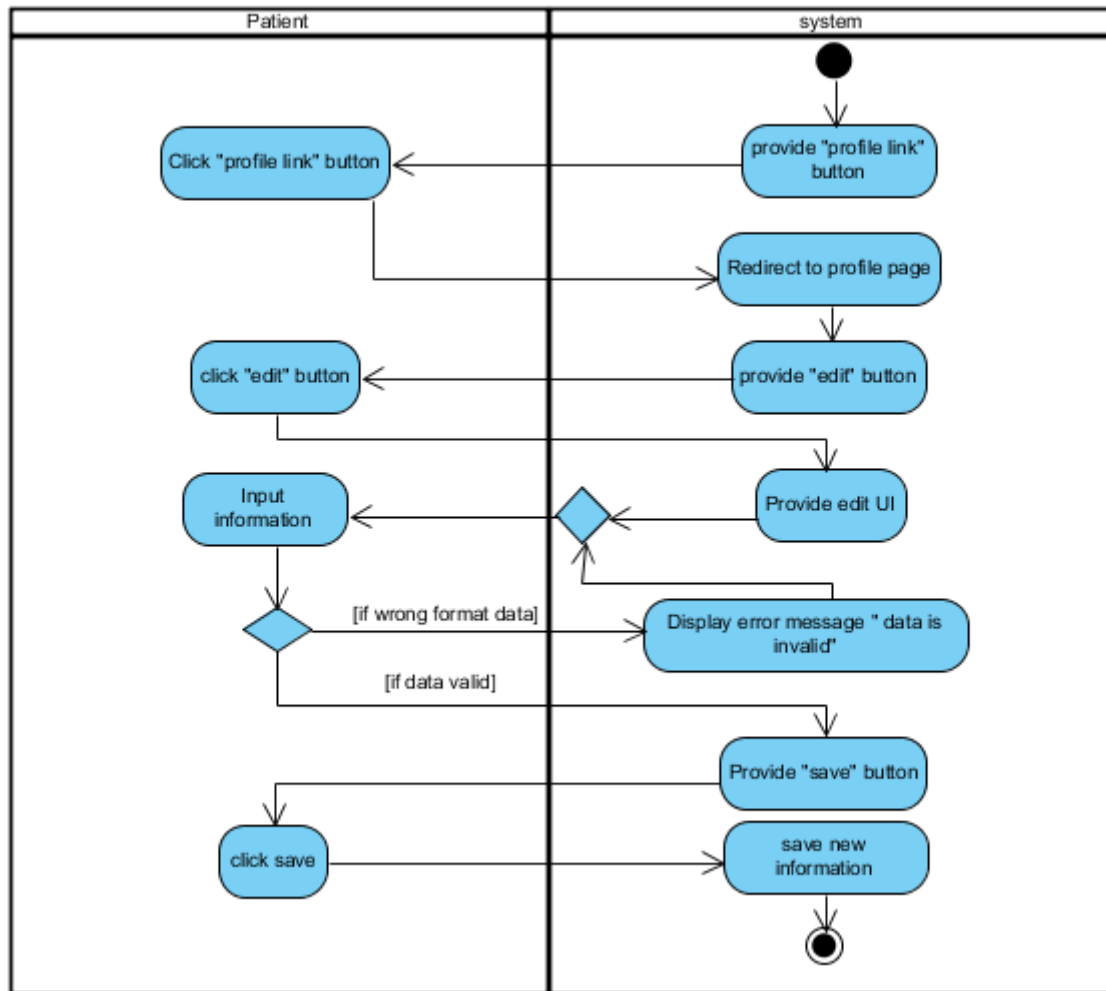 Patient
system
provide "profile link"
button
Click "profile link" button
Redirect to profile page
provide "edit" button
click "edit" button
Provide edit UI
Input
information
[if wrong format data]
Display error message " data is
invalid"
[if data valid]
Provide "save" button
click save
save new
information